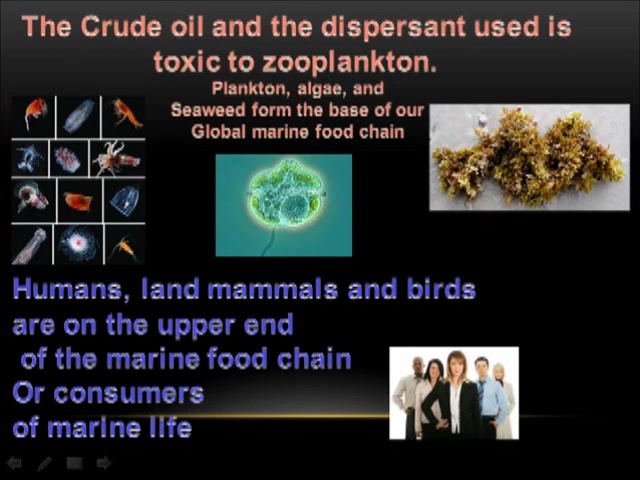 The Crude oil and the dispersant used is
toxic to zooplankton.
Plankton, algae, and
Seaweed form the base of our
Global marine food chain
Humans, land mammals and birds
are on the upper end
of the marine food chain
Or consumers
of marine life